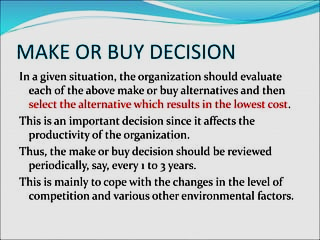 MAKE OR BUY DECISION
In a given situation, the organization should evaluate
each of the above make or buy alternatives and then
select the alternative which results in the lowest cost.
This is an important decision since it affects the
productivity of the organization.
Thus, the make or buy decision should be reviewed
periodically, say, every 1 to 3 years.
This is mainly to cope with the changes in the level of
competition and various other environmental factors.